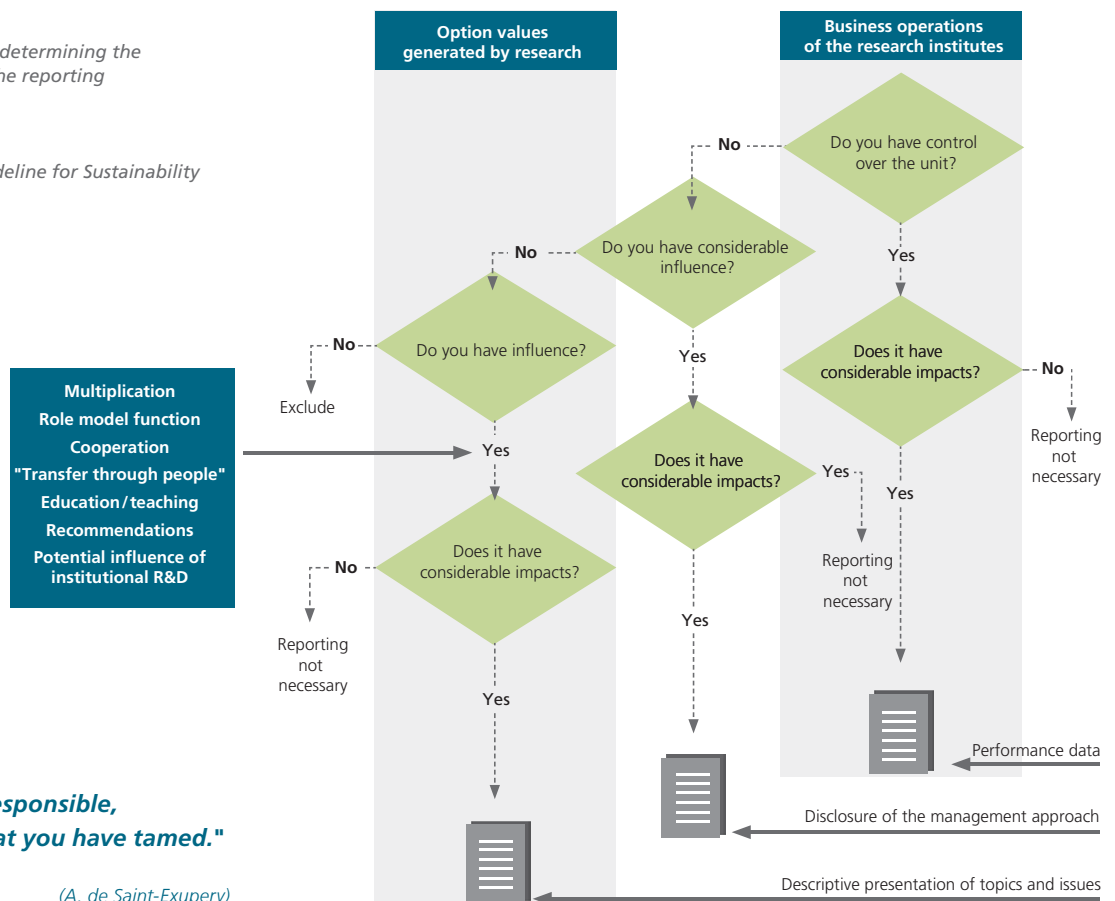 determining the
ne reporting
deline for Sustainability
Option values
generated by research
Business operations
of the research institutes
Do you have control
over the unit?
No
Yes
Do you have considerable
influence?
No
Yes
Do you have influence?
No
Exclude
Yes
Does it have
considerable impacts?
No
Reporting
not
necessary
Yes
Does it have
considerable impacts?
Yes
Reporting
not
necessary
Yes
Does it have
considerable impacts?
No
Reporting
not
necessary
Yes
Multiplication
Role model function
Cooperation
"Transfer through people"
Education/teaching
Recommendations
Potential influence of
institutional R&D
Performance data
Disclosure of the management approach
Descriptive presentation of topics and issues
esponsible,
at you have tamed."
(A. de Saint-Exupery)